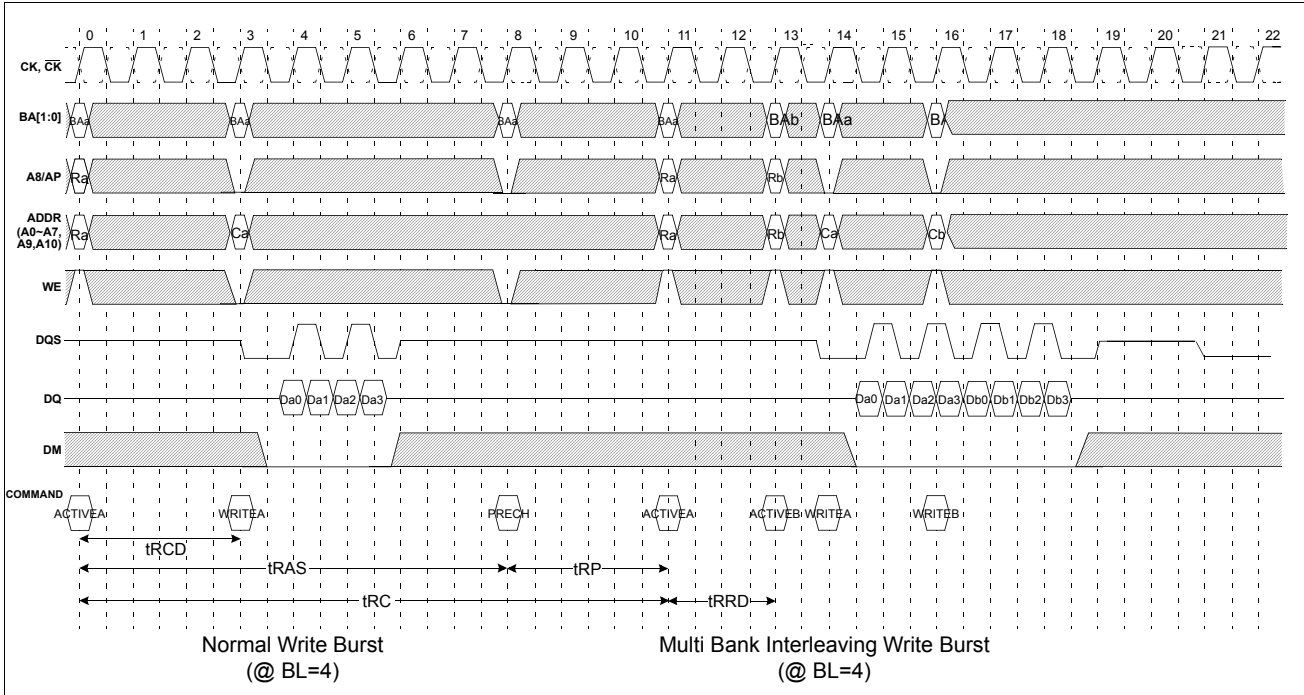 0 1 2 3 4 5 6 7 8 9 10 11 12 13 14 15 16 17 18 19 20 21 22
CK, CK
BA[1:0] BAa BAa BAa BAa BAb BAa BA
A8/AP Ra Ra Rb
ADDR
(A0~A7,
A9,A10)
Ra Ca Ra Rb Ca Cb
WE
DQS
DQ Da0 Da1 Da2 Da3 Da0 Da1 Da2 Da3 Db0 Db1 Db2 Db3
DM
COMMAND
ACTIVEA WRITEA PRECH ACTIVEA ACTIVEB WRITEA WRITEB
tRCD
tRAS tRP
tRC tRRD
Normal Write Burst
(@ BL=4)
Multi Bank Interleaving Write Burst
(@ BL=4)